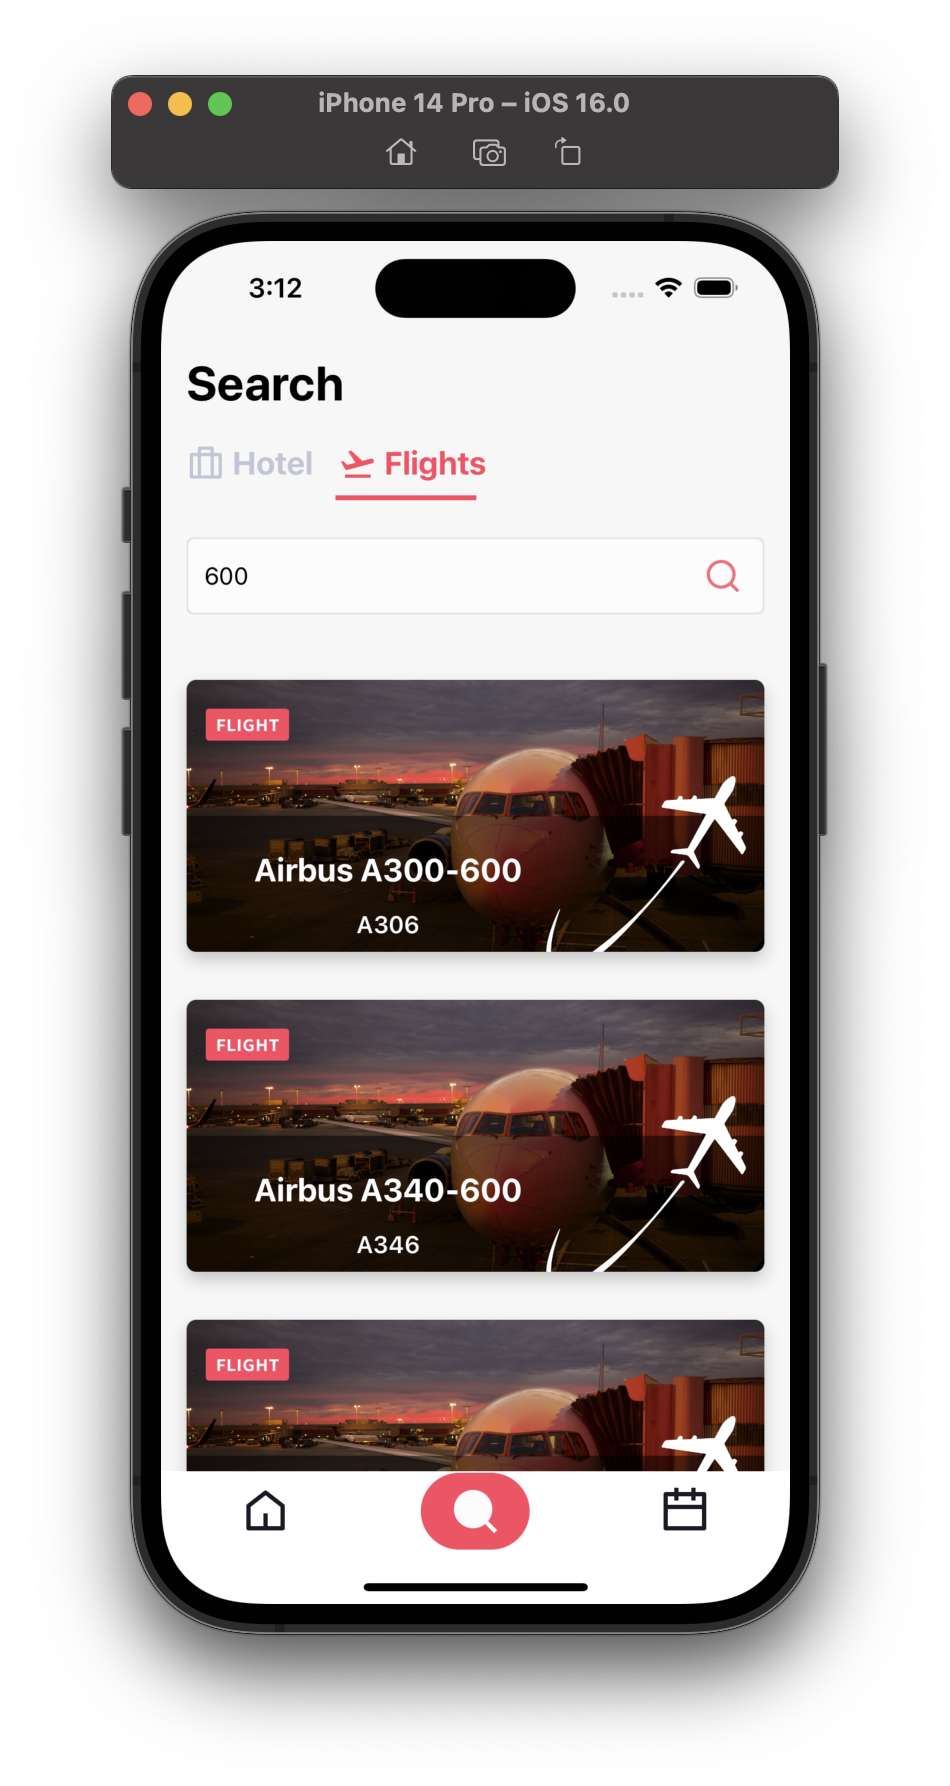 iPhone 14 Pro – iOS 16.0
3:12
Search
Hotel Flights
600
FLIGHT
Airbus A300-600
A306
FLIGHT
Airbus A340-600
A346
FLIGHT